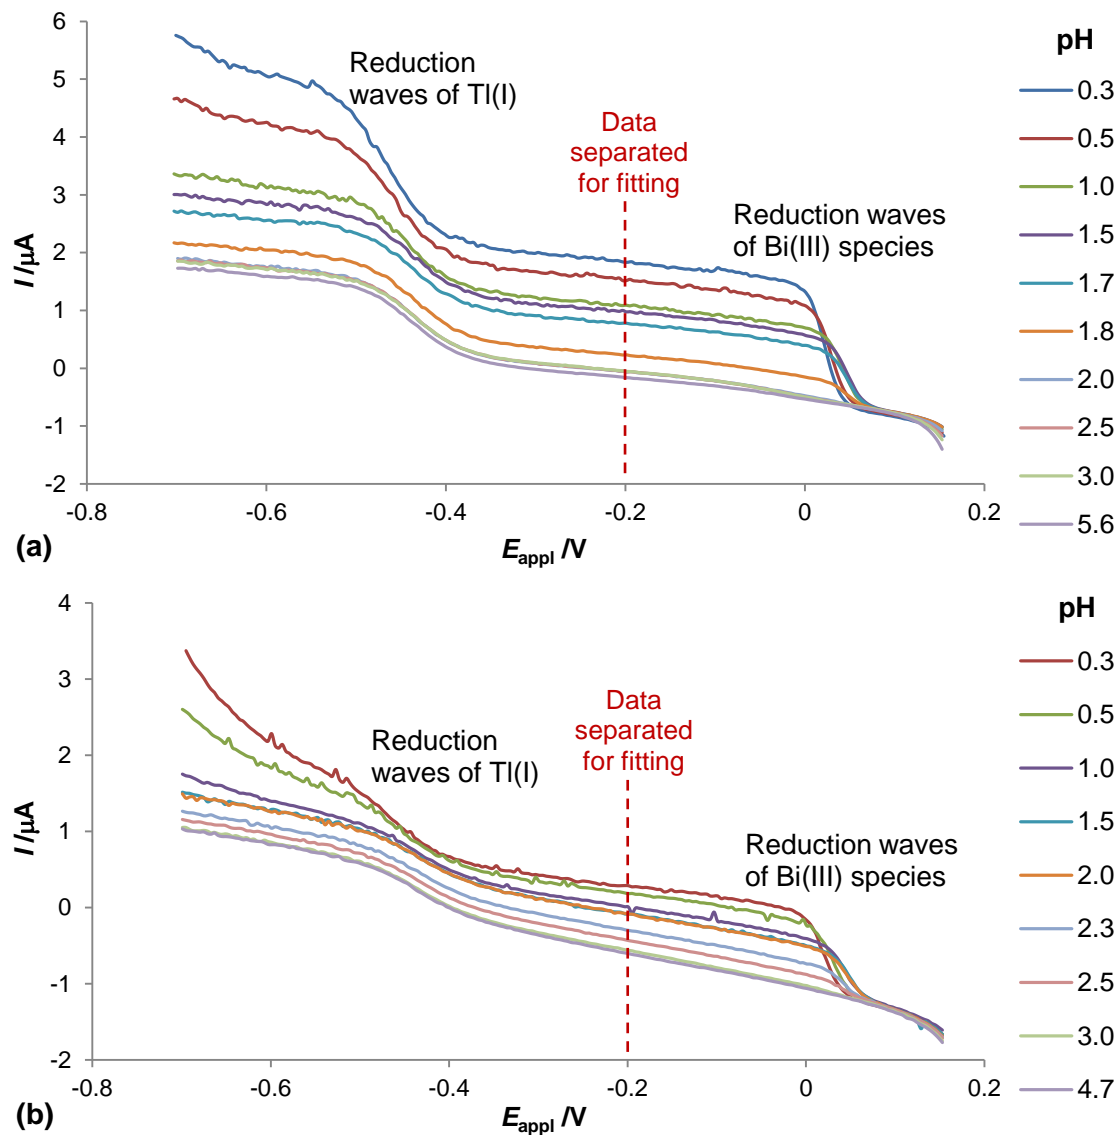 6
5
4
3
2
1
0
-1
-2
I /µA
-0.8
-0.6
-0.4
-0.2
0
0.2
E appl /V
(a)
Reduction
waves of Tl(I)
Data
separated
for fitting
Reduction waves
of Bi(III) species
pH
0.3
0.5
1.0
1.5
1.7
1.8
2.0
2.5
3.0
5.6
4
3
2
1
0
-1
-2
I /µA
-0.8
-0.6
-0.4
-0.2
0
0.2
E appl /V
(b)
Reduction
waves of Tl(I)
Data
separated
for fitting
Reduction waves
of Bi(III) species
pH
0.3
0.5
1.0
1.5
2.0
2.3
2.5
3.0
4.7